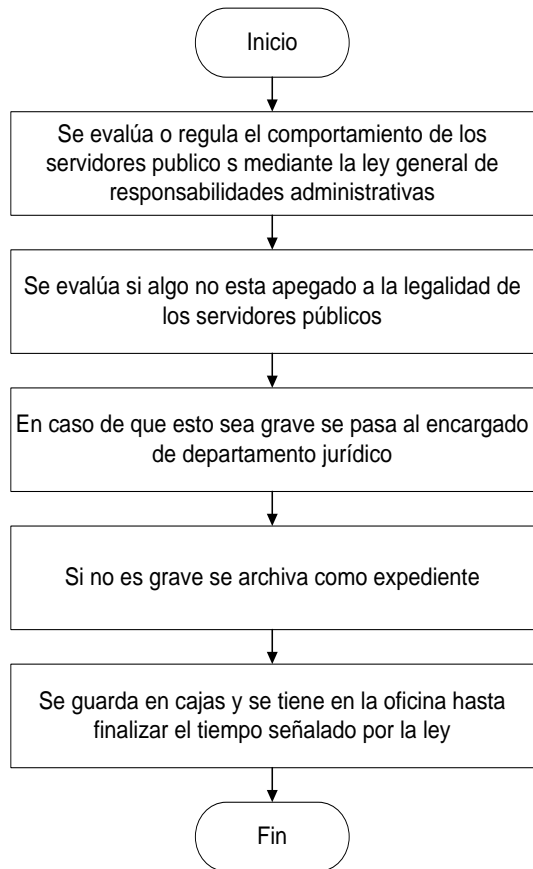 Inicio
Se evalúa o regula el comportamiento de los
servidores publico s mediante la ley general de
responsabilidades administrativas
Se evalúa si algo no esta apegado a la legalidad de
los servidores públicos
En caso de que esto sea grave se pasa al encargado
de departamento jurídico
Si no es grave se archiva como expediente
Se guarda en cajas y se tiene en la oficina hasta
finalizar el tiempo señalado por la ley
Fin